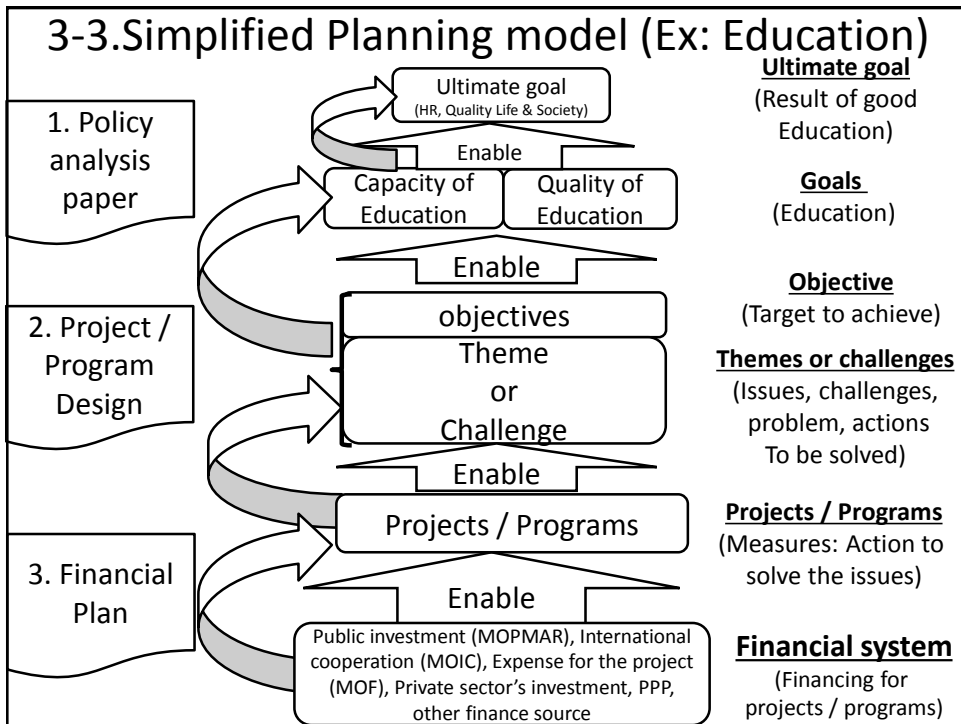 3-3.Simplified Planning model (Ex: Education)
1. Policy
analysis
paper
2. Project /
Program
Design
3. Financial
Plan
Ultimate goal
(HR, Quality Life & Society)
Enable
Capacity of
Education
Quality of
Education
Enable
objectives
Theme
or
Challenge
Enable
Projects / Programs
Enable
Public investment (MOPMAR), International
cooperation (MOIC), Expense for the project
(MOF), Private sector's investment, PPP,
other finance source
Ultimate goal
(Result of good
Education)
Goals
(Education)
Objective
(Target to achieve)
Themes or challenges
(Issues, challenges,
problem, actions
To be solved)
Projects / Programs
(Measures: Action to
solve the issues)
Financial system
(Financing for
projects / programs)